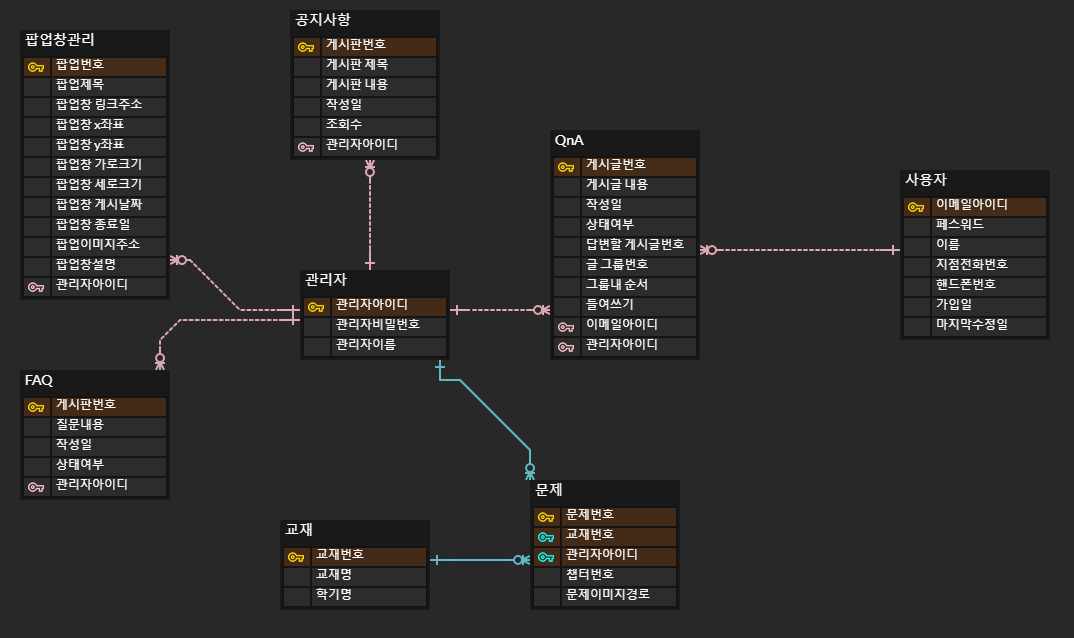 팝업창관리
팝업번호
팝업제목
팝업창 링크주소
팝업창 x좌표
팝업창 y좌표
팝업창 가로크기
팝업창 세로크기
팝업창 게시날짜
팝업창 종료일
팝업이미지주소
팝업창설명
관리자아이디
공지사항
게시판번호
게시판 제목
게시판 내용
작성일
조회수
관리자아이디
QnA
게시글번호
게시글 내용
작성일
상태여부
답변할 게시글번호
글 그룹번호
그룹내 순서
들여쓰기
이메일아이디
관리자아이디
사용자
이메일아이디
페스워드
이름
지점전화번호
핸드폰번호
가입일
마지막수정일
관리자
관리자아이디
관리자비밀번호
관리자이름
FAQ
게시판번호
질문내용
작성일
상태여부
관리자아이디
교재
교재번호
교재명
학기명
문제
문제번호
교재번호
관리자아이디
챕터번호
문제이미지경로